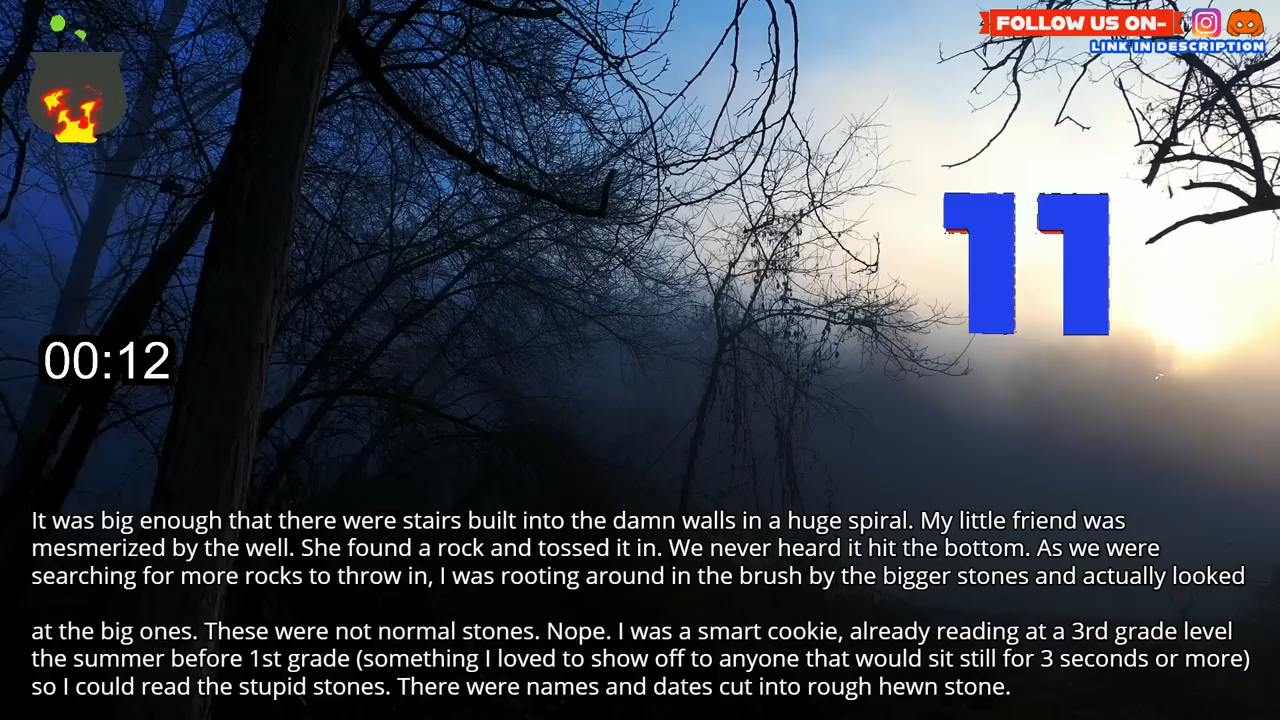 FOLLOW US ON-
LINK IN DESCRIPTION
11
00:12
It was big enough that there were stairs built into the damn walls in a huge spiral. My little friend was
mesmerized by the well. She found a rock and tossed it in. We never heard it hit the bottom. As we were
searching for more rocks to throw in, I was rooting around in the brush by the bigger stones and actually looked
at the big ones. These were not normal stones. Nope. I was a smart cookie, already reading at a 3rd grade level
the summer before 1st grade (something I loved to show off to anyone that would sit still for 3 seconds or more)
so I could read the stupid stones. There were names and dates cut into rough hewn stone.